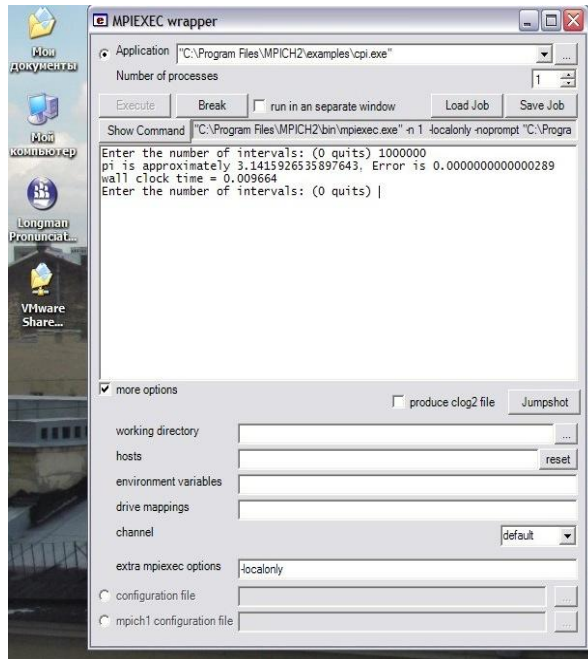 Мои
документы
Мой
компьютер
Longman
Pronunciat...
VMware
Share...
MPIEXEC wrapper
Application "C:\Program Files\MPICH2\examples\cpi.exe" ...
Number of processes 1
Execute Break run in an separate window Load Job Save Job
Show Command "C:\Program Files\MPICH2\bin\mpiexec.exe" -n 1 -localonly -noprompt "C:\Progra
Enter the number of intervals: (0 quits) 1000000
pi is approximately 3.1415926535897643, Error is 0.0000000000000289
wall clock time = 0.009664
Enter the number of intervals: (0 quits)
more options
produce clog2 file Jumpshot
working directory ...
hosts reset
environment variables
drive mappings
channel default
extra mpiexec options -localonly
configuration file ...
mpich1 configuration file ...